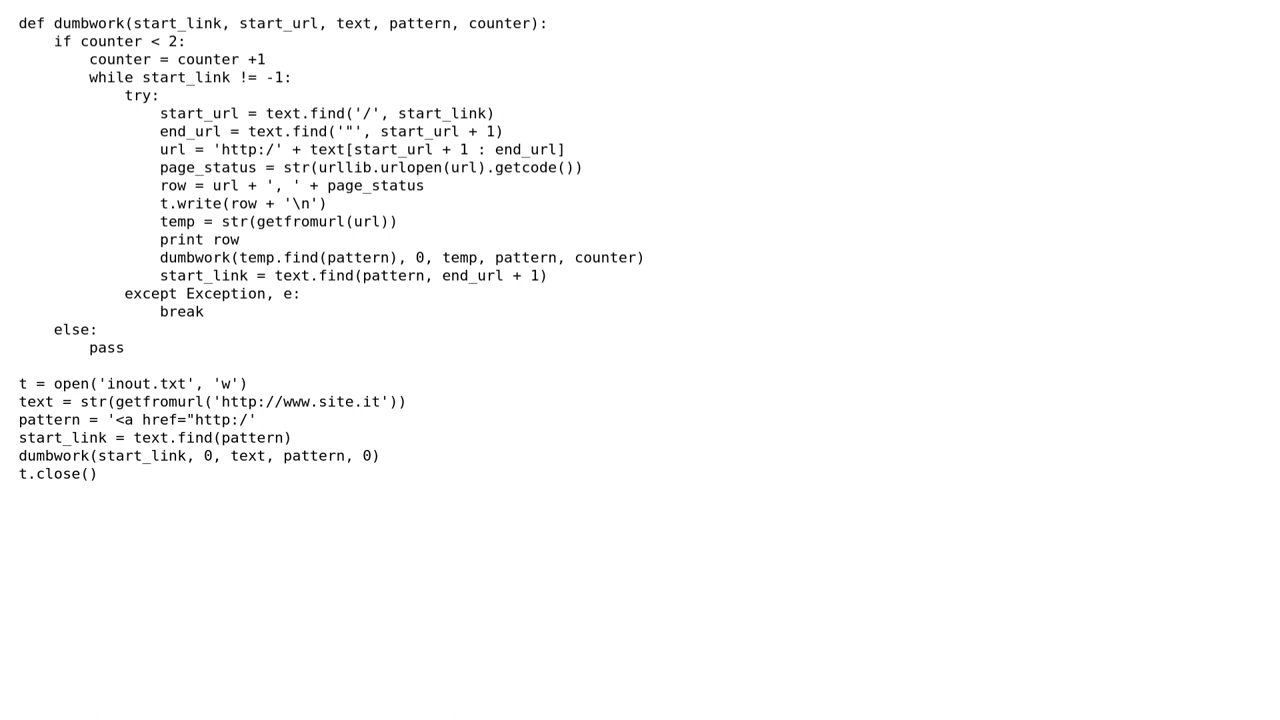 def dumbwork(start_link, start_url, text, pattern, counter):
    if counter < 2:
        counter = counter +1
        while start_link != -1:
            try:
                start_url = text.find('/', start_link)
                end_url = text.find('"', start_url + 1)
                url = 'http:/' + text[start_url + 1 : end_url]
                page_status = str(urllib.urlopen(url).getcode())
                row = url + ', ' + page_status
                t.write(row + '\n')
                temp = str(getfromurl(url))
                print row
                dumbwork(temp.find(pattern), 0, temp, pattern, counter)
                start_link = text.find(pattern, end_url + 1)
            except Exception, e:
                break
    else:
        pass

t = open('inout.txt', 'w')
text = str(getfromurl('http://www.site.it'))
pattern = '<a href="http:/'
start_link = text.find(pattern)
dumbwork(start_link, 0, text, pattern, 0)
t.close()